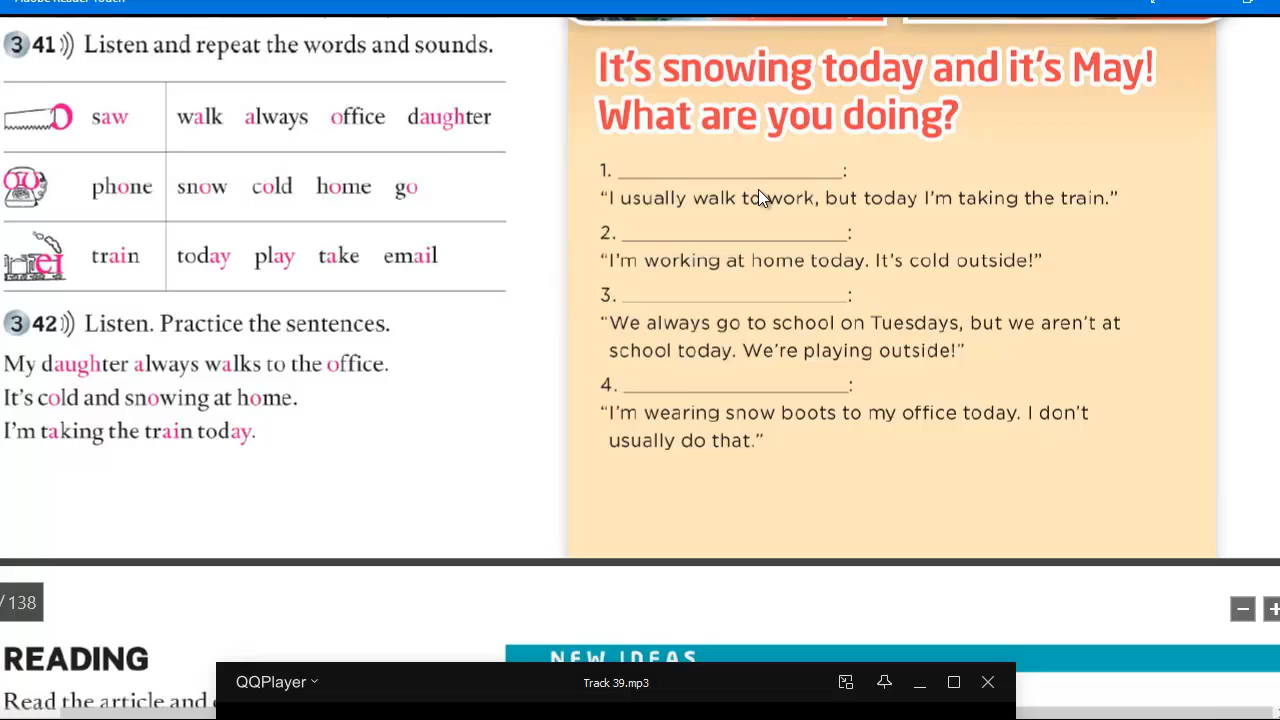 3 41 Listen and repeat the words and sounds.
saw walk always office daughter
phone snow cold home go
train today play take email
3 42 Listen. Practice the sentences.
My daughter always walks to the office.
It's cold and snowing at home.
I'm taking the train today.
It's snowing today and it's May!
What are you doing?
1. ____________________:
"I usually walk to work, but today I'm taking the train."
2. ____________________:
"I'm working at home today. It's cold outside!"
3. ____________________:
"We always go to school on Tuesdays, but we aren't at
school today. We're playing outside!"
4. ____________________:
"I'm wearing snow boots to my office today. I don't
usually do that."
/ 138
READING
Read the article and
NEW IDEAS
QQPlayer
Track 39.mp3